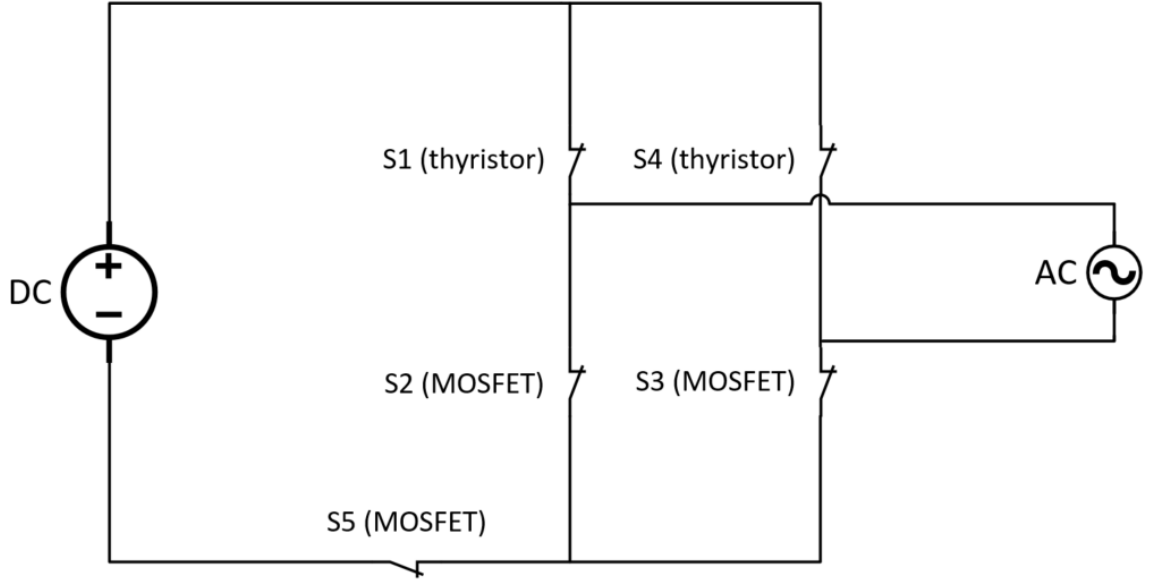 S1 (thyristor)
S4 (thyristor)
DC
+
−
AC
S2 (MOSFET)
S3 (MOSFET)
S5 (MOSFET)